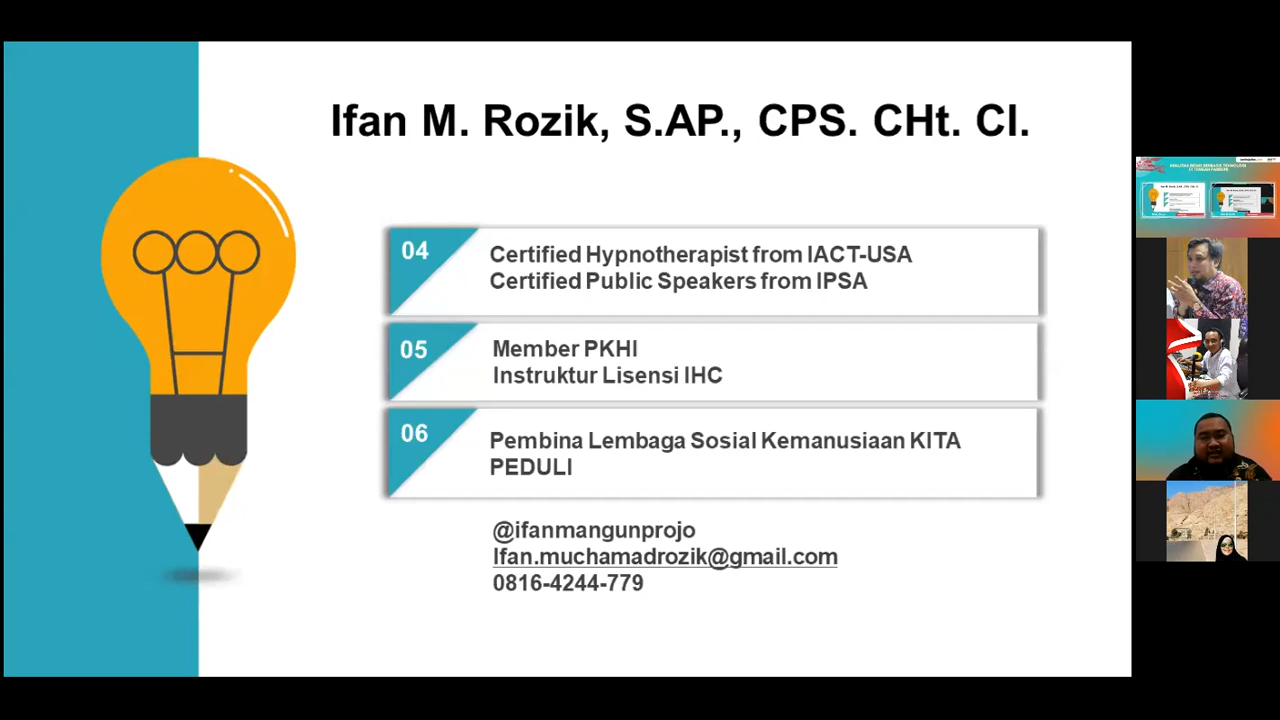 Ifan M. Rozik, S.AP., CPS. CHt. CI.
04
Certified Hypnotherapist from IACT-USA
Certified Public Speakers from IPSA
05
Member PKHI
Instruktur Lisensi IHC
06
Pembina Lembaga Sosial Kemanusiaan KITA
PEDULI
@ifanmangunprojo
Ifan.muchamadrozik@gmail.com
0816-4244-779